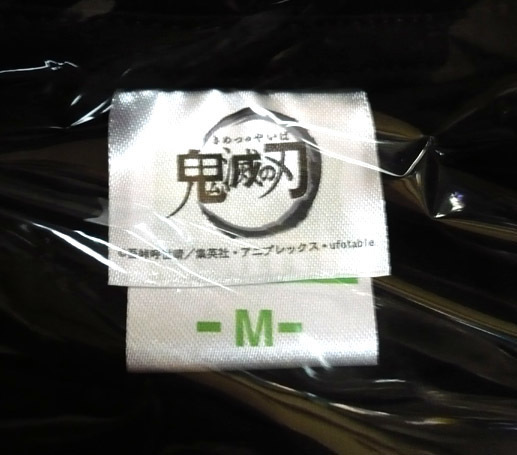 きめつのやいば
鬼滅の刃
©吾峠呼世晴／集英社・アニプレックス・ufotable
-M-